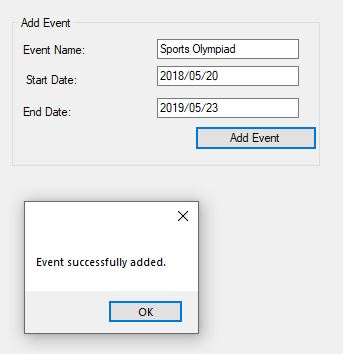 Add Event
Event Name: Sports Olympiad
Start Date: 2018/05/20
End Date: 2019/05/23
Add Event
Event successfully added.
OK